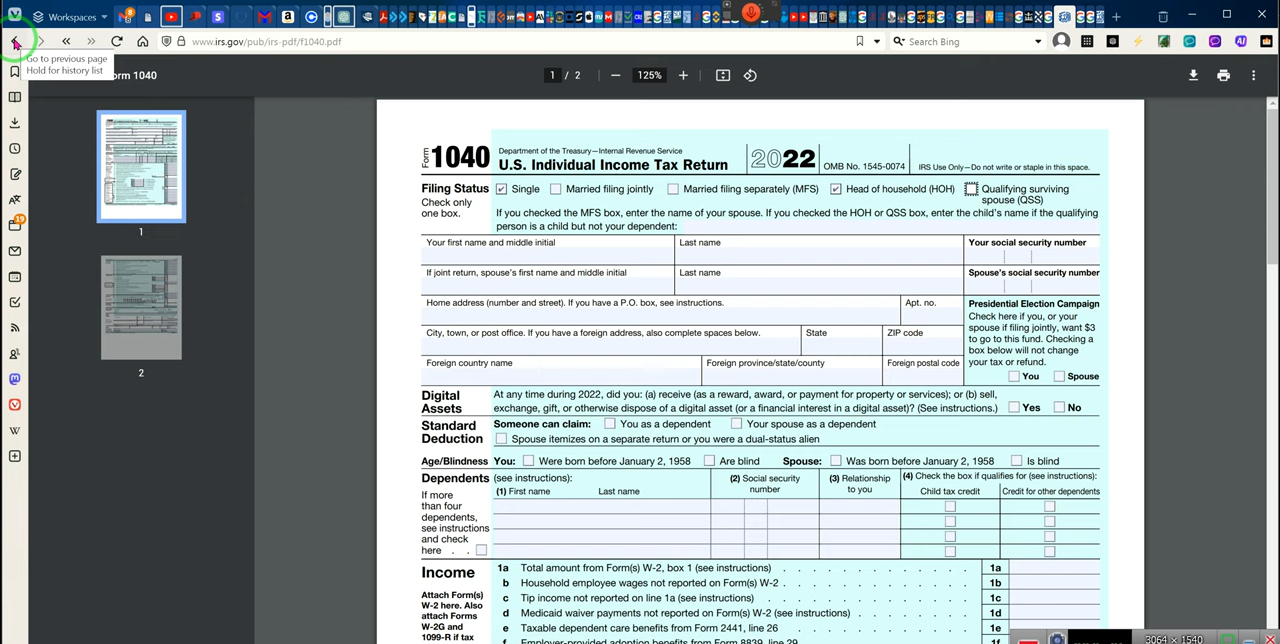 Workspaces
8
www.irs.gov/pub/irs-pdf/f1040.pdf
Search Bing
Go to previous page
Hold for history list
orm 1040
1 / 2
125%
19
1
2
Form 1040
Department of the Treasury—Internal Revenue Service
U.S. Individual Income Tax Return
2022
OMB No. 1545-0074
IRS Use Only—Do not write or staple in this space.
Filing Status
Check only
one box.
Single Married filing jointly Married filing separately (MFS) Head of household (HOH) Qualifying surviving
spouse (QSS)
If you checked the MFS box, enter the name of your spouse. If you checked the HOH or QSS box, enter the child's name if the qualifying
person is a child but not your dependent:
Your first name and middle initial Last name Your social security number
If joint return, spouse's first name and middle initial Last name Spouse's social security number
Home address (number and street). If you have a P.O. box, see instructions. Apt. no.
City, town, or post office. If you have a foreign address, also complete spaces below. State ZIP code
Foreign country name Foreign province/state/county Foreign postal code
Presidential Election Campaign
Check here if you, or your
spouse if filing jointly, want $3
to go to this fund. Checking a
box below will not change
your tax or refund.
You Spouse
Digital
Assets
At any time during 2022, did you: (a) receive (as a reward, award, or payment for property or services); or (b) sell,
exchange, gift, or otherwise dispose of a digital asset (or a financial interest in a digital asset)? (See instructions.) Yes No
Standard
Deduction
Someone can claim: You as a dependent Your spouse as a dependent
Spouse itemizes on a separate return or you were a dual-status alien
Age/Blindness You: Were born before January 2, 1958 Are blind Spouse: Was born before January 2, 1958 Is blind
Dependents (see instructions):
(1) First name Last name
(2) Social security
number
(3) Relationship
to you
(4) Check the box if qualifies for (see instructions):
Child tax credit Credit for other dependents
If more
than four
dependents,
see instructions
and check
here . .
Income
Attach Form(s)
W-2 here. Also
attach Forms
W-2G and
1099-R if tax
1a Total amount from Form(s) W-2, box 1 (see instructions) 1a
b Household employee wages not reported on Form(s) W-2 1b
c Tip income not reported on line 1a (see instructions) 1c
d Medicaid waiver payments not reported on Form(s) W-2 (see instructions) 1d
e Taxable dependent care benefits from Form 2441, line 26 1e
f Employer-provided adoption benefits from Form 8839, line 29 1f
3064 × 1540